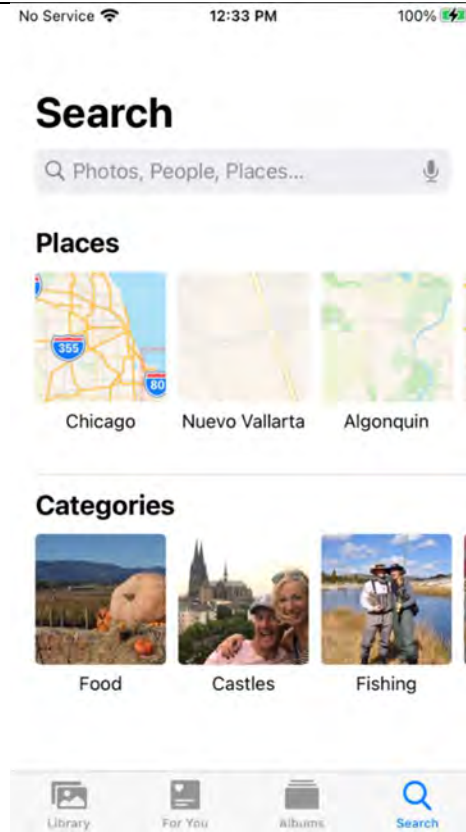 No Service 12:33 PM 100%
Search
Photos, People, Places...
Places
355
80
Chicago Nuevo Vallarta Algonquin
Categories
Food Castles Fishing
Library For You Albums Search